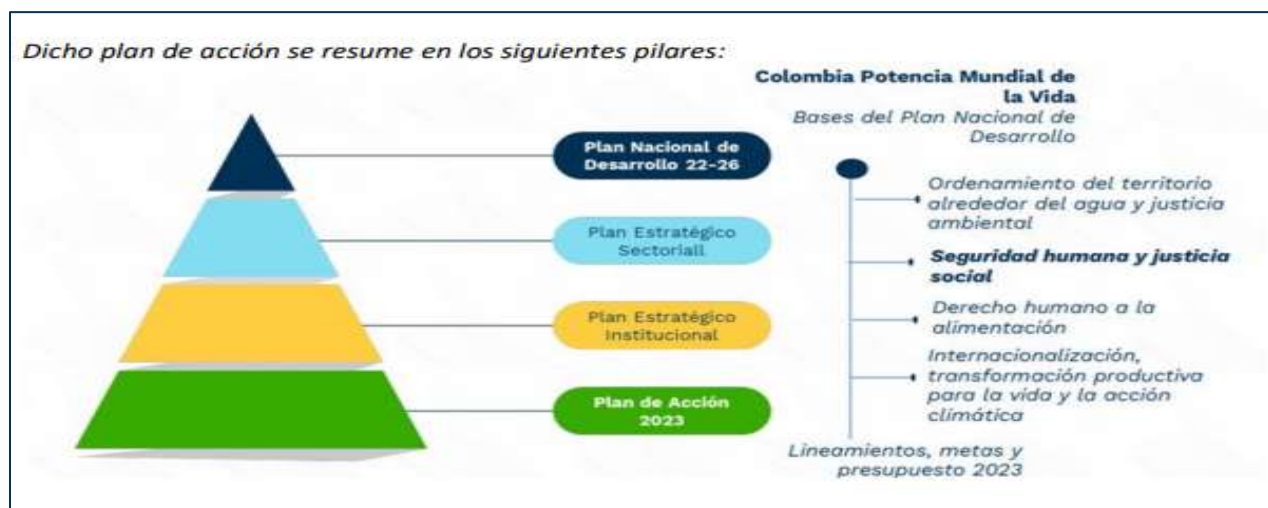 Dicho plan de acción se resume en los siguientes pilares:
Plan Nacional de
Desarrollo 22-26
Plan Estratégico
Sectoriall
Plan Estratégico
Institucional
Plan de Acción
2023
Colombia Potencia Mundial de
la Vida
Bases del Plan Nacional de
Desarrollo
Ordenamiento del territorio
alrededor del agua y justicia
ambiental
Seguridad humana y justicia
social
Derecho humano a la
alimentación
Internacionalización,
transformación productiva
para la vida y la acción
climática
Lineamientos, metas y
presupuesto 2023